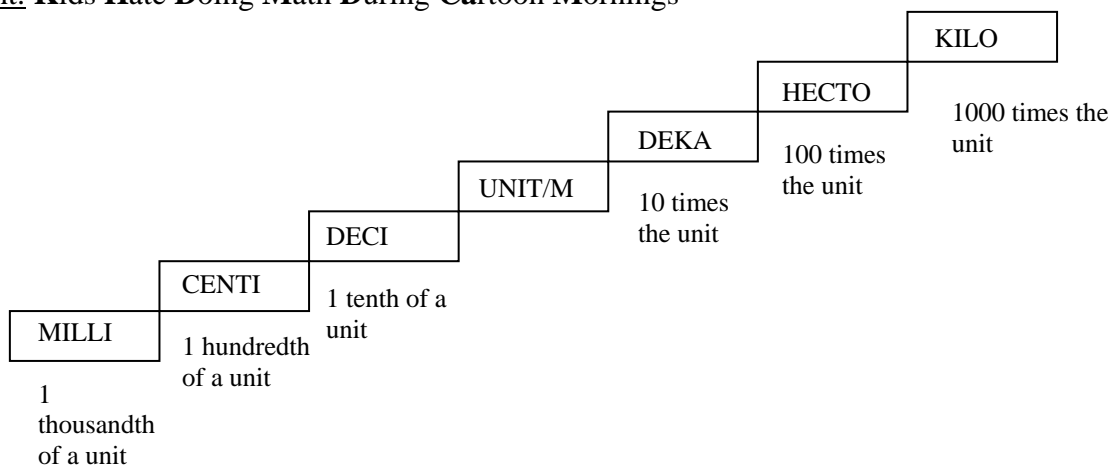 it: Kids Hate Doing Math During Cartoon Mornings
KILO
1000 times the
unit
HECTO
100 times
the unit
DEKA
10 times
the unit
UNIT/M
DECI
1 tenth of a
unit
CENTI
1 hundredth
of a unit
MILLI
1
thousandth
of a unit